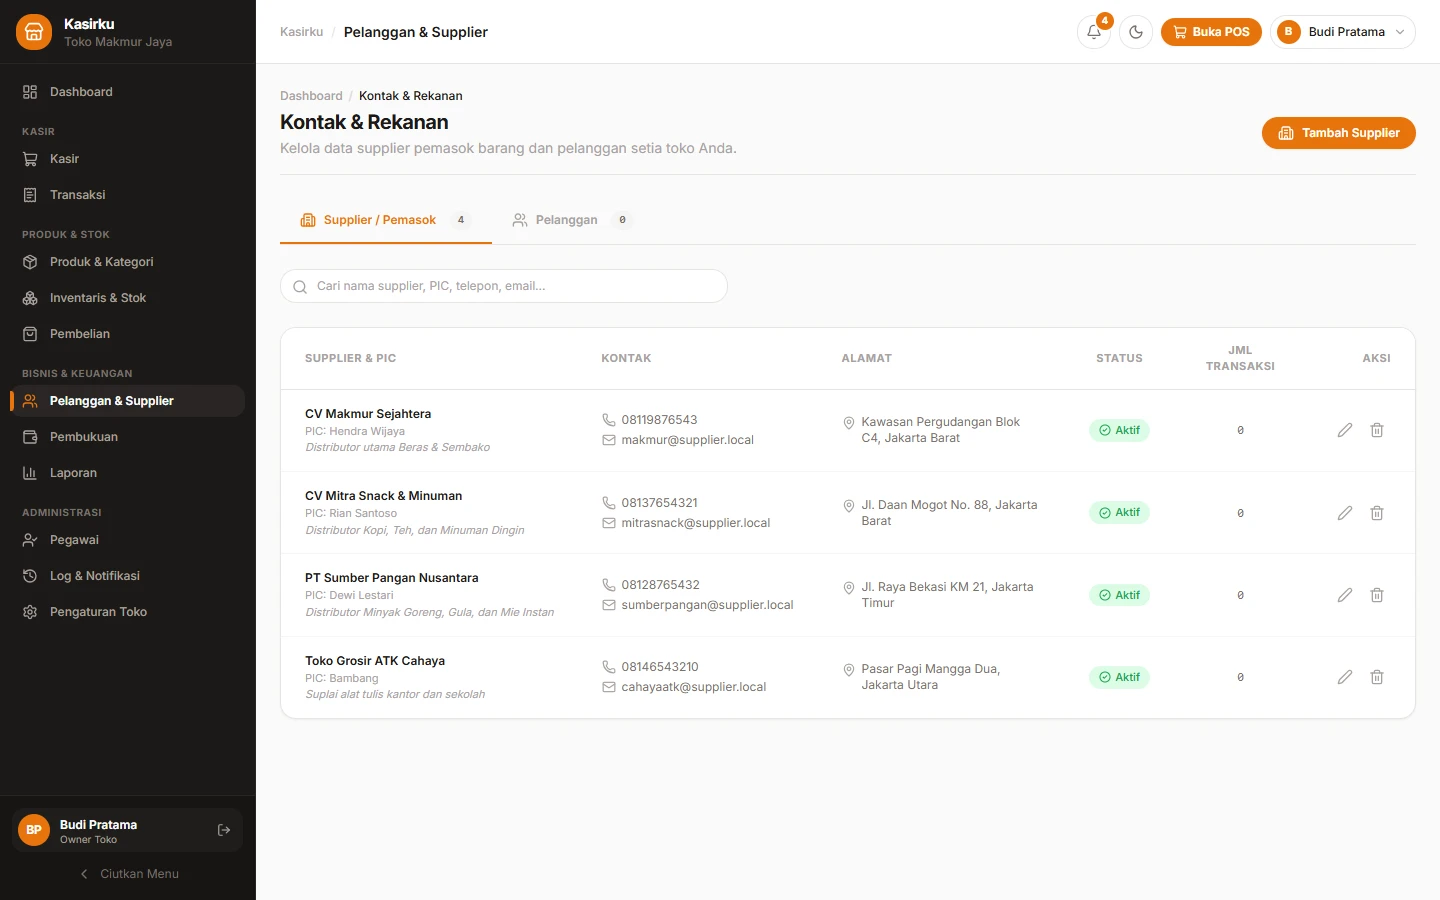 Kasirku
Toko Makmur Jaya
Dashboard
KASIR
Kasir
Transaksi
PRODUK & STOK
Produk & Kategori
Inventaris & Stok
Pembelian
BISNIS & KEUANGAN
Pelanggan & Supplier
Pembukuan
Laporan
ADMINISTRASI
Pegawai
Log & Notifikasi
Pengaturan Toko
BP
Budi Pratama
Owner Toko
Ciutkan Menu
Kasirku / Pelanggan & Supplier
4
Buka POS
B
Budi Pratama
Dashboard / Kontak & Rekanan
Kontak & Rekanan
Kelola data supplier pemasok barang dan pelanggan setia toko Anda.
Tambah Supplier
Supplier / Pemasok 4
Pelanggan 0
Cari nama supplier, PIC, telepon, email...
SUPPLIER & PIC
KONTAK
ALAMAT
STATUS
JML
TRANSAKSI
AKSI
CV Makmur Sejahtera
PIC: Hendra Wijaya
Distributor utama Beras & Sembako
08119876543
makmur@supplier.local
Kawasan Pergudangan Blok
C4, Jakarta Barat
Aktif
0
CV Mitra Snack & Minuman
PIC: Rian Santoso
Distributor Kopi, Teh, dan Minuman Dingin
08137654321
mitrasnack@supplier.local
Jl. Daan Mogot No. 88, Jakarta
Barat
Aktif
0
PT Sumber Pangan Nusantara
PIC: Dewi Lestari
Distributor Minyak Goreng, Gula, dan Mie Instan
08128765432
sumberpangan@supplier.local
Jl. Raya Bekasi KM 21, Jakarta
Timur
Aktif
0
Toko Grosir ATK Cahaya
PIC: Bambang
Suplai alat tulis kantor dan sekolah
08146543210
cahayaatk@supplier.local
Pasar Pagi Mangga Dua,
Jakarta Utara
Aktif
0